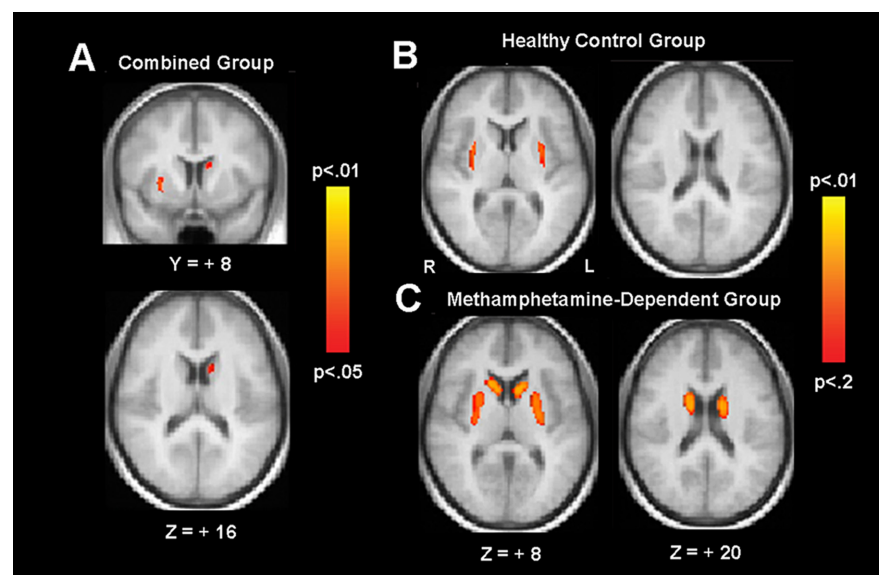 A
Combined Group
p<.01
p<.05
Y = + 8
Z = + 16
B
Healthy Control Group
R
L
p<.01
p<.2
C
Methamphetamine-Dependent Group
Z = + 8
Z = + 20